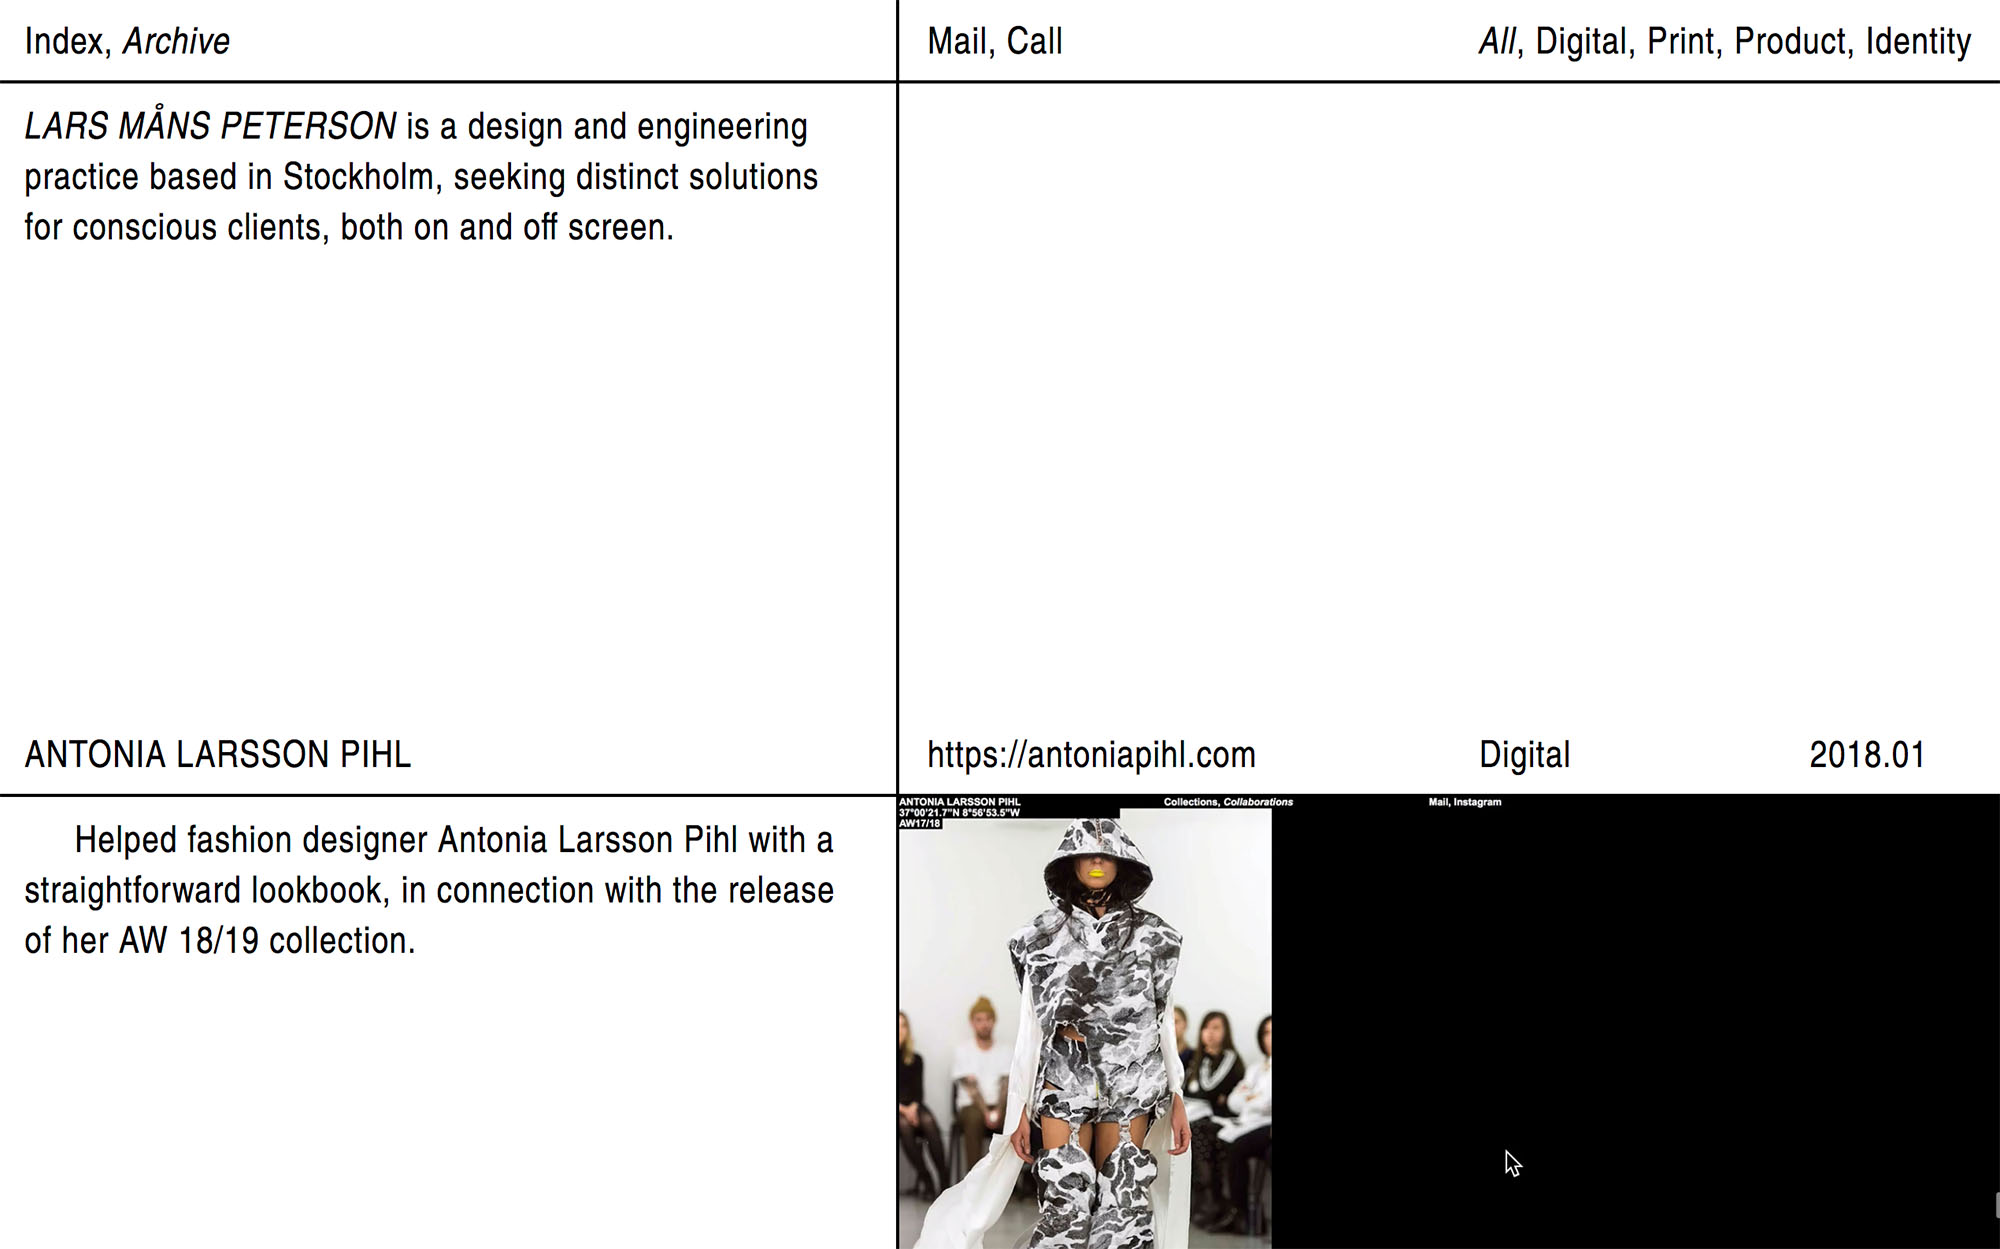 Index, Archive
Mail, Call
All, Digital, Print, Product, Identity
LARS MÅNS PETERSON is a design and engineering
practice based in Stockholm, seeking distinct solutions
for conscious clients, both on and off screen.
ANTONIA LARSSON PIHL
https://antoniapihl.com
Digital
2018.01
Helped fashion designer Antonia Larsson Pihl with a
straightforward lookbook, in connection with the release
of her AW 18/19 collection.
ANTONIA LARSSON PIHL
37°00'21.7"N 8°56'53.5"W
AW17/18
Collections, Collaborations
Mail, Instagram